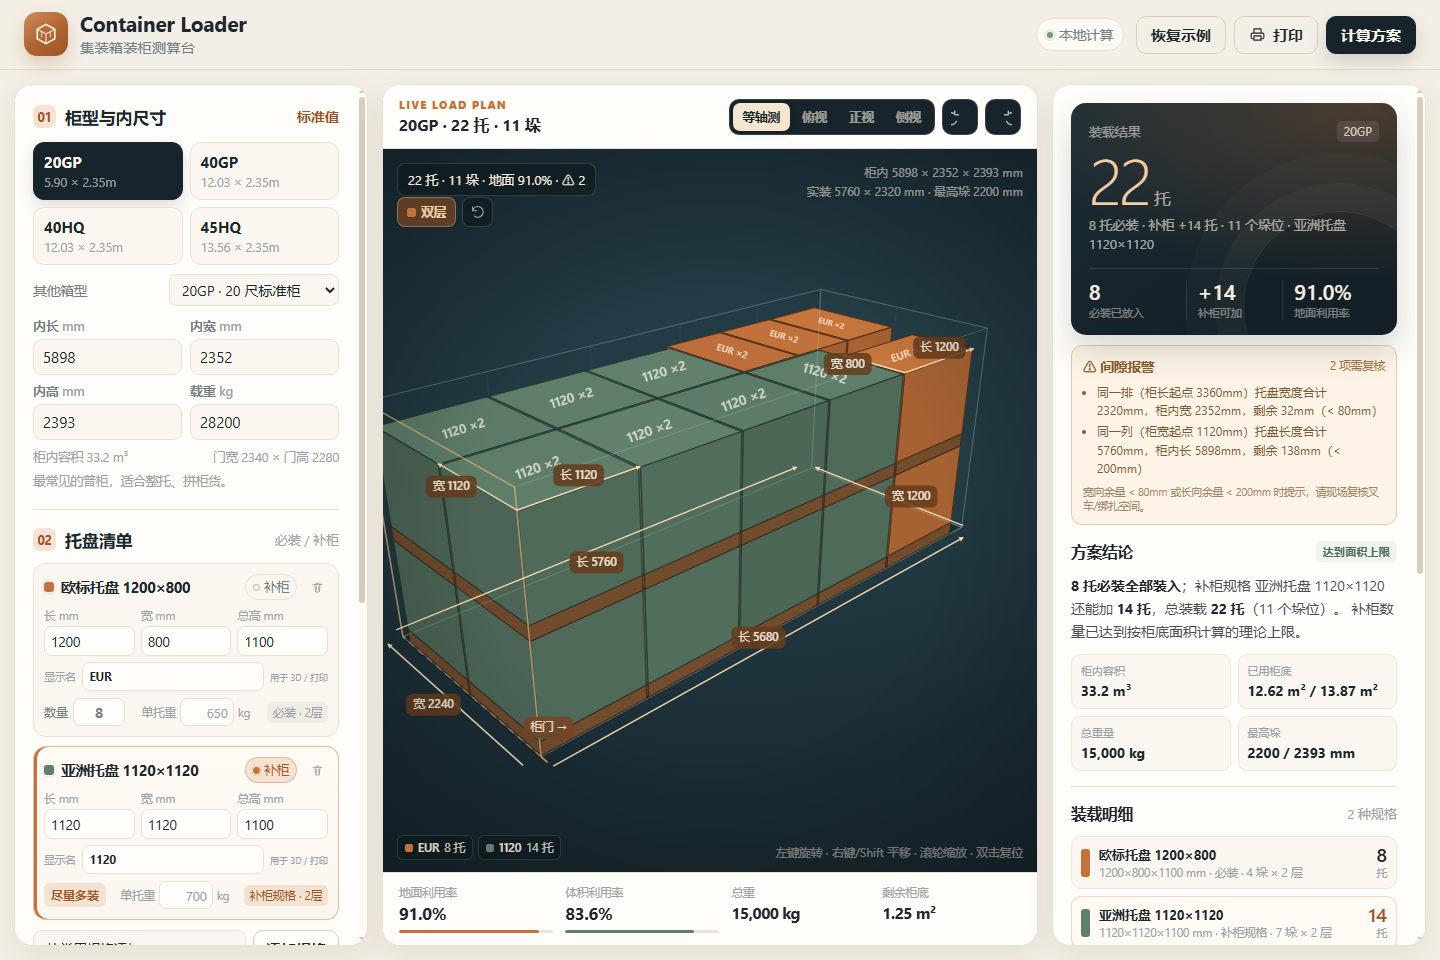 Container Loader
集装箱装柜测算台
本地计算
恢复示例
打印
计算方案
01 柜型与内尺寸
标准值
20GP
5.90 × 2.35m
40GP
12.03 × 2.35m
40HQ
12.03 × 2.35m
45HQ
13.56 × 2.35m
其他箱型
20GP · 20 尺标准柜
内长 mm
内宽 mm
5898
2352
内高 mm
载重 kg
2393
28200
柜内容积 33.2 m³
门宽 2340 × 门高 2280
最常见的普柜，适合整托、拼柜货。
02 托盘清单
必装 / 补柜
欧标托盘 1200×800
补柜
长 mm
宽 mm
总高 mm
1200
800
1100
显示名
EUR
用于 3D / 打印
数量
8
单托重
650
kg
必装 · 2层
亚洲托盘 1120×1120
补柜
长 mm
宽 mm
总高 mm
1120
1120
1100
显示名
1120
用于 3D / 打印
尽量多装
单托重
700
kg
补柜规格 · 2层
LIVE LOAD PLAN
20GP · 22 托 · 11 垛
等轴测
俯视
正视
侧视
22 托 · 11 垛 · 地面 91.0% · ⚠ 2
双层
柜内 5898 × 2352 × 2393 mm
实装 5760 × 2320 mm · 最高垛 2200 mm
EUR ×2
EUR ×2
EUR ×2
EUR
长 1200
宽 800
1120 ×2
1120 ×2
1120 ×2
1120 ×2
1120 ×2
1120 ×2
1120 ×2
长 1120
宽 1120
宽 1200
长 5760
长 5680
宽 2240
柜门→
EUR 8 托
1120 14 托
左键旋转 · 右键/Shift 平移 · 滚轮缩放 · 双击复位
地面利用率
91.0%
体积利用率
83.6%
总重
15,000 kg
剩余柜底
1.25 m²
装载结果
20GP
22 托
8 托必装 · 补柜 +14 托 · 11 个垛位 · 亚洲托盘
1120×1120
8
必装已放入
+14
补柜可加
91.0%
地面利用率
间隙报警
2 项需复核
同一排（柜长起点 3360mm）托盘宽度合计
2320mm，柜内宽 2352mm，剩余 32mm（< 80mm）
同一列（柜宽起点 1120mm）托盘长度合计
5760mm，柜内长 5898mm，剩余 138mm（<
200mm）
宽向余量 < 80mm 或长向余量 < 200mm 时提示，请现场复核叉
车/绑扎空间。
方案结论
达到面积上限
8 托必装全部装入；补柜规格 亚洲托盘 1120×1120
还能加 14 托，总装载 22 托（11 个垛位）。 补柜数
量已达到按柜底面积计算的理论上限。
柜内容积
33.2 m³
已用柜底
12.62 m² / 13.87 m²
总重量
15,000 kg
最高垛
2200 / 2393 mm
装载明细
2 种规格
欧标托盘 1200×800
1200×800×1100 mm · 必装 · 4 垛 × 2 层
8
托
亚洲托盘 1120×1120
1120×1120×1100 mm · 补柜规格 · 7 垛 × 2 层
14
托